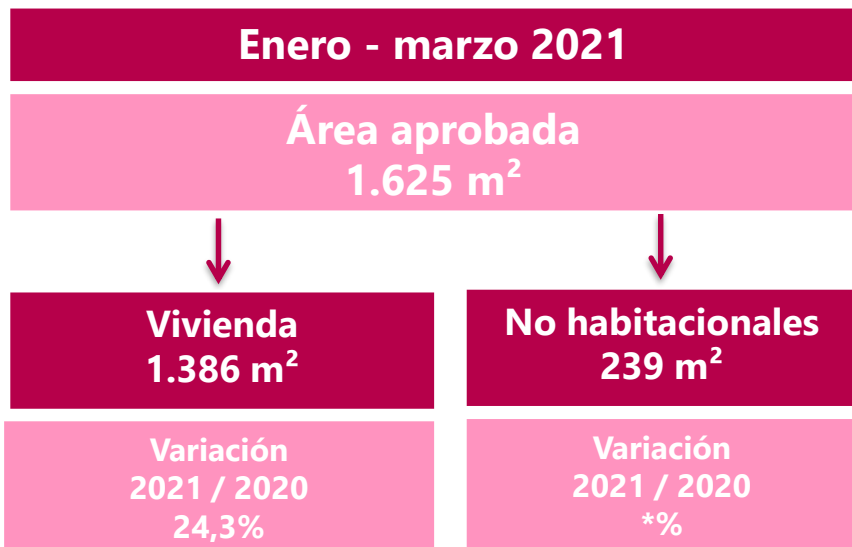 Enero - marzo 2021
Área aprobada
1.625 m²
Vivienda
1.386 m²
No habitacionales
239 m²
Variación
2021 / 2020
24,3%
Variación
2021 / 2020
*%